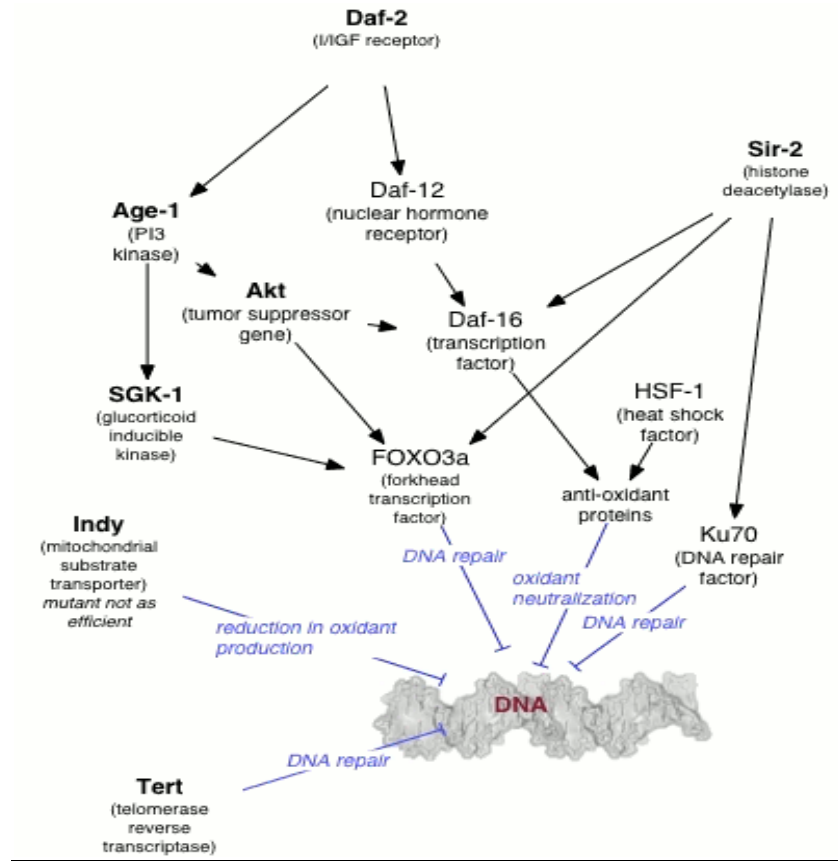 Daf-2
(I/IGF receptor)
Sir-2
(histone
deacetylase)
Daf-12
(nuclear hormone
receptor)
Age-1
(PI3
kinase)
Akt
(tumor suppressor
gene)
Daf-16
(transcription
factor)
SGK-1
(glucorticoid
inducible
kinase)
HSF-1
(heat shock
factor)
FOXO3a
(forkhead
transcription
factor)
anti-oxidant
proteins
Ku70
(DNA repair
factor)
Indy
(mitochondrial
substrate
transporter)
mutant not as
efficient
DNA repair
oxidant
neutralization
DNA repair
reduction in oxidant
production
DNA
DNA repair
Tert
(telomerase
reverse
transcriptase)